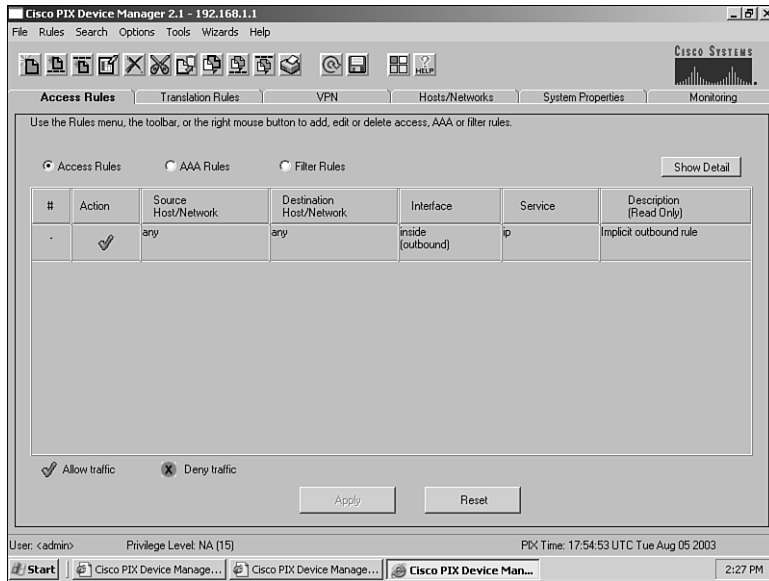 Cisco PIX Device Manager 2.1 - 192.168.1.1
File Rules Search Options Tools Wizards Help
HELP
CISCO SYSTEMS
Access Rules Translation Rules VPN Hosts/Networks System Properties Monitoring
Use the Rules menu, the toolbar, or the right mouse button to add, edit or delete access, AAA or filter rules.
Access Rules AAA Rules Filter Rules Show Detail
# Action Source Host/Network Destination Host/Network Interface Service Description (Read Only)
- any any inside (outbound) ip Implicit outbound rule
Allow traffic X Deny traffic
Apply Reset
User: <admin> Privilege Level: NA (15) PIX Time: 17:54:53 UTC Tue Aug 05 2003
Start Cisco PIX Device Manage... Cisco PIX Device Manage... Cisco PIX Device Man... 2:27 PM